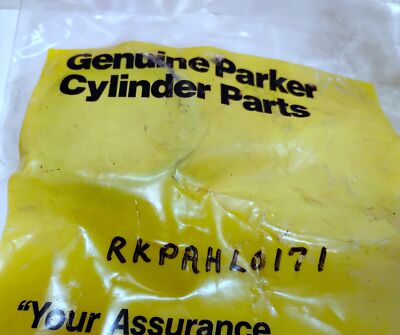 Genuine Parker
Cylinder Parts
RKPAHL0171
"Your Assurance